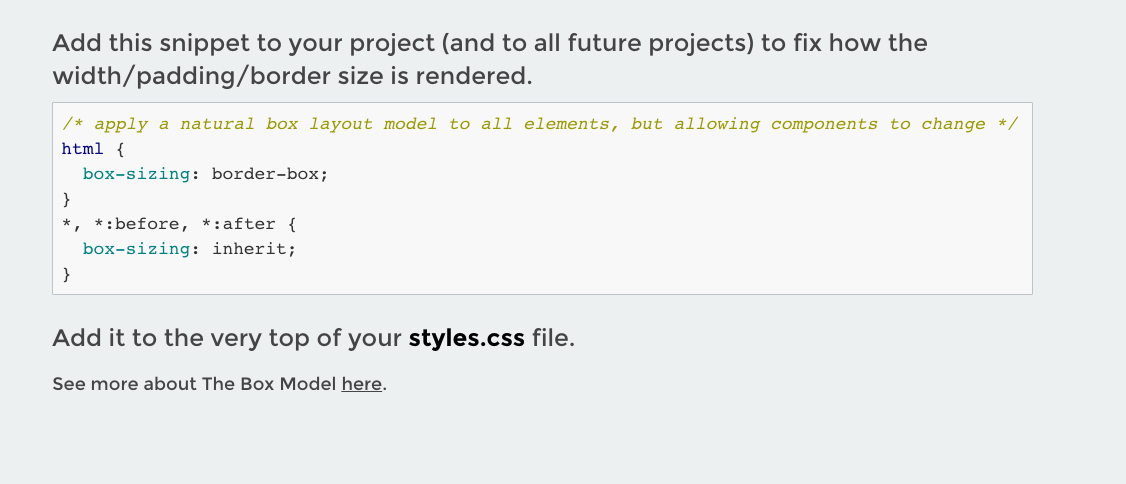 Add this snippet to your project (and to all future projects) to fix how the
width/padding/border size is rendered.
/* apply a natural box layout model to all elements, but allowing components to change */
html {
  box-sizing: border-box;
}
*, *:before, *:after {
  box-sizing: inherit;
}
Add it to the very top of your styles.css file.
See more about The Box Model here.